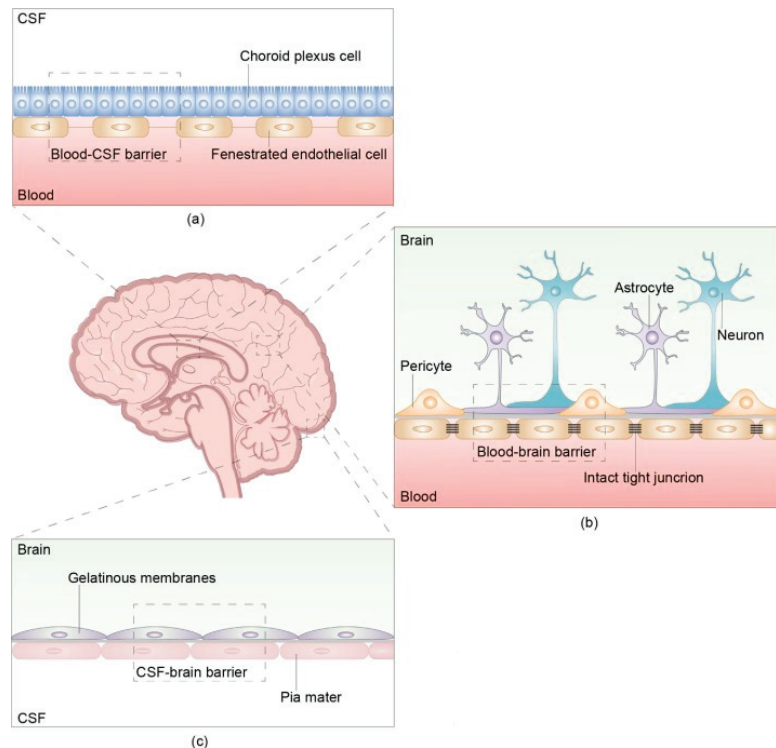 CSF
Choroid plexus cell
Blood-CSF barrier
Fenestrated endothelial cell
Blood
(a)
Brain
Astrocyte
Neuron
Pericyte
Blood-brain barrier
Intact tight juncrion
Blood
(b)
Brain
Gelatinous membranes
CSF-brain barrier
Pia mater
CSF
(c)